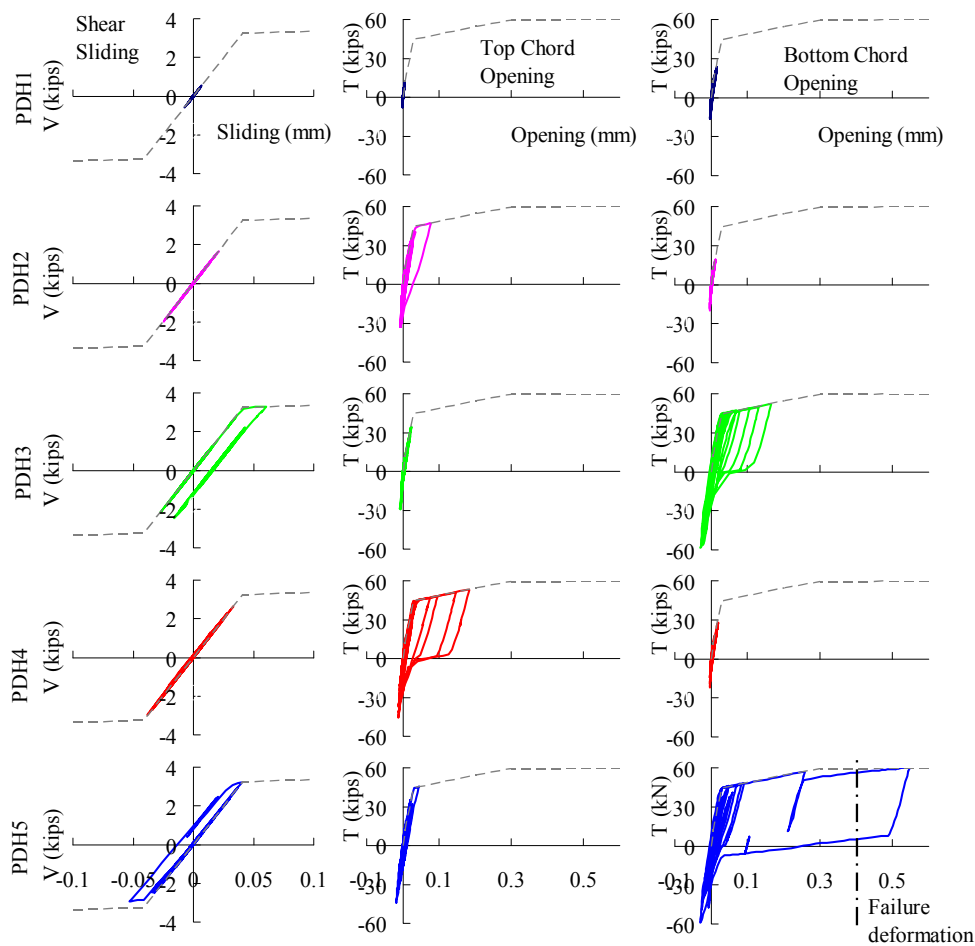 PDH1
V (kips)
Shear
Sliding
4
2
0
-2
-4
Sliding (mm)
T (kips)
60
30
0
-30
-60
Top Chord
Opening
Opening (mm)
T (kips)
60
30
0
-30
-60
Bottom Chord
Opening
Opening (mm)
PDH2
V (kips)
4
2
0
-2
-4
T (kips)
60
30
0
-30
-60
T (kips)
60
30
0
-30
-60
PDH3
V (kips)
4
2
0
-2
-4
T (kips)
60
30
0
-30
-60
T (kips)
60
30
0
-30
-60
PDH4
V (kips)
4
2
0
-2
-4
T (kips)
60
30
0
-30
-60
T (kips)
60
30
0
-30
-60
PDH5
V (kips)
4
2
0
-2
-4
-0.1 -0.05 0 0.05 0.1
T (kips)
60
30
0
-30
-60
-0.1 0.1 0.3 0.5
T (kN)
60
30
0
-30
-60
-0.1 0.1 0.3 0.5
Failure
deformation